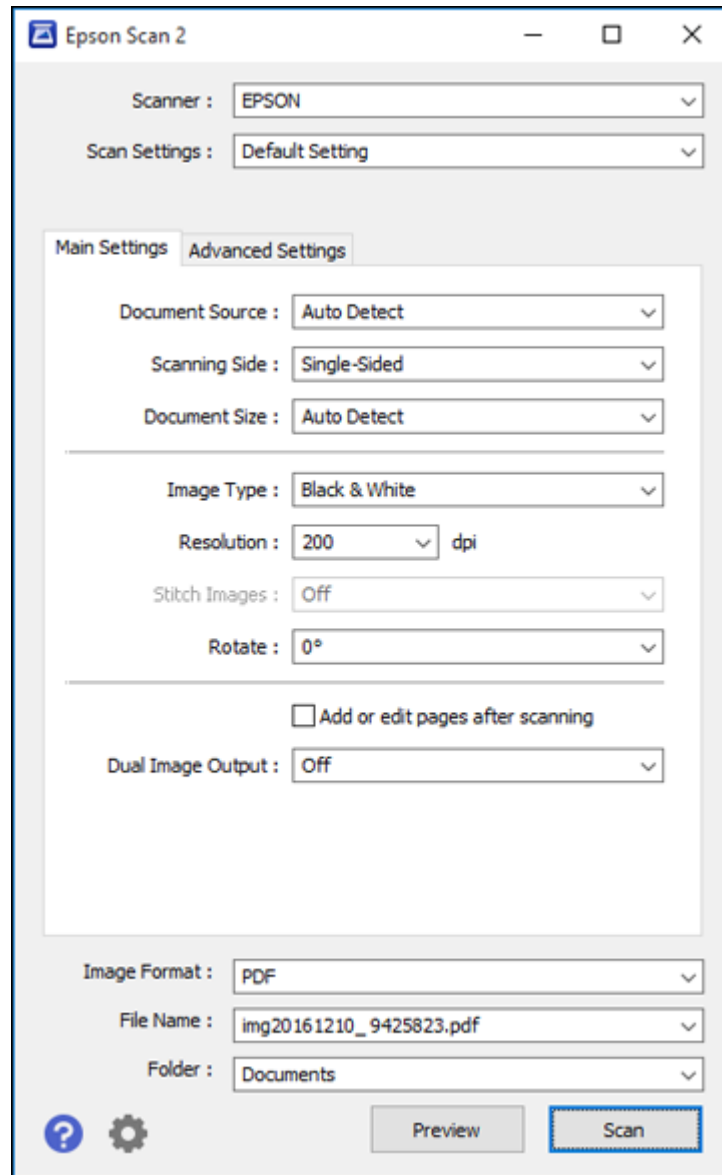 Epson Scan 2
Scanner : EPSON
Scan Settings : Default Setting
Main Settings Advanced Settings
Document Source : Auto Detect
Scanning Side : Single-Sided
Document Size : Auto Detect
Image Type : Black & White
Resolution : 200 dpi
Stitch Images : Off
Rotate : 0°
Add or edit pages after scanning
Dual Image Output : Off
Image Format : PDF
File Name : img20161210_ 9425823.pdf
Folder : Documents
? Preview Scan